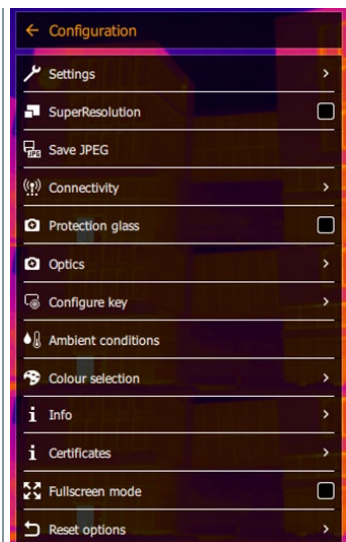 Configuration
Settings
SuperResolution
JPG
Save JPEG
Connectivity
Protection glass
Optics
Configure key
Ambient conditions
Colour selection
Info
Certificates
Fullscreen mode
Reset options